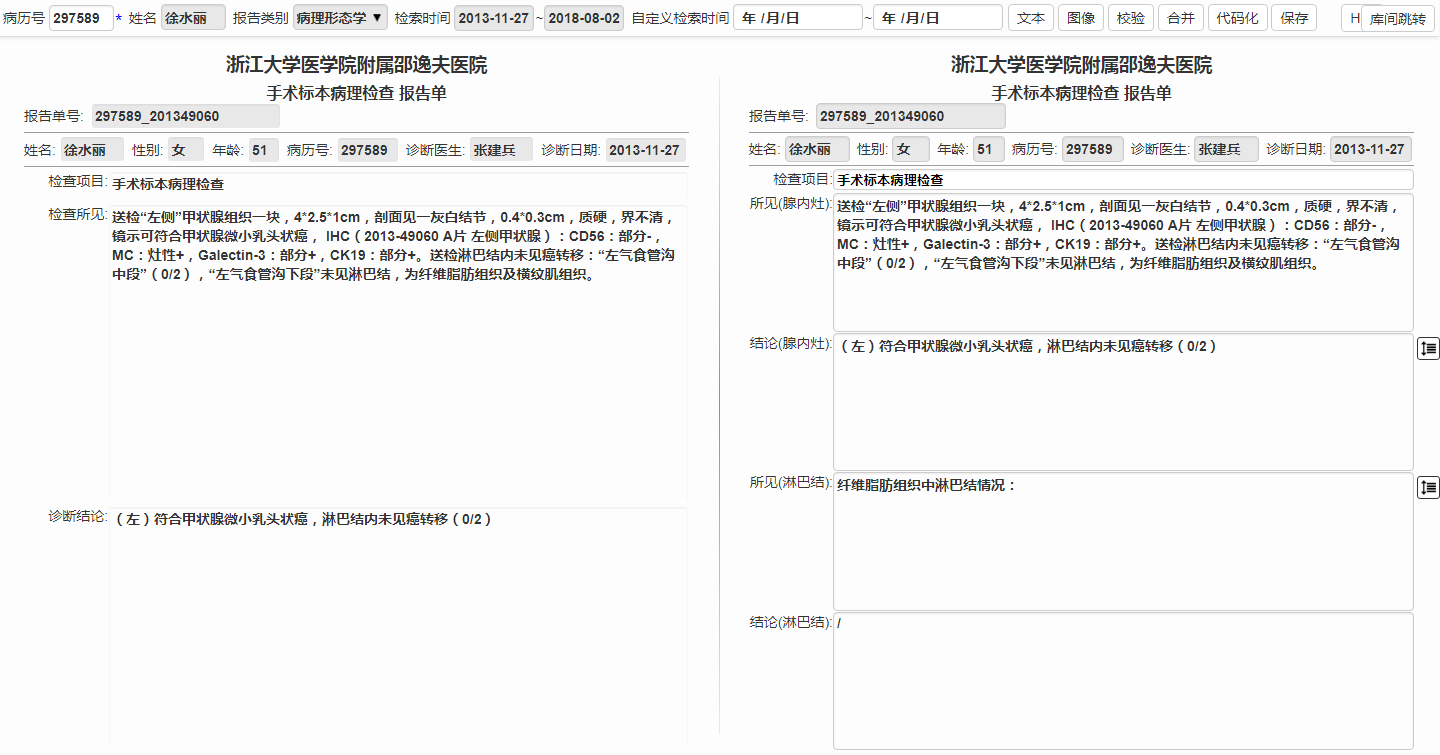 病历号 297589 * 姓名 徐水丽 报告类别 病理形态学 ▼ 检索时间 2013-11-27 ~ 2018-08-02 自定义检索时间 年 /月/日 ~ 年 /月/日 文本 图像 校验 合并 代码化 保存 H 库间跳转
浙江大学医学院附属邵逸夫医院
手术标本病理检查 报告单
报告单号: 297589_201349060
姓名: 徐水丽 性别: 女 年龄: 51 病历号: 297589 诊断医生: 张建兵 诊断日期: 2013-11-27
检查项目: 手术标本病理检查
检查所见: 送检“左侧”甲状腺组织一块，4*2.5*1cm，剖面见一灰白结节，0.4*0.3cm，质硬，界不清，
镜示可符合甲状腺微小乳头状癌， IHC（2013-49060 A片 左侧甲状腺）：CD56：部分-，
MC：灶性+，Galectin-3：部分+，CK19：部分+。送检淋巴结内未见癌转移：“左气食管沟
中段”（0/2），“左气食管沟下段”未见淋巴结，为纤维脂肪组织及横纹肌组织。
诊断结论: （左）符合甲状腺微小乳头状癌，淋巴结内未见癌转移（0/2）
浙江大学医学院附属邵逸夫医院
手术标本病理检查 报告单
报告单号: 297589_201349060
姓名: 徐水丽 性别: 女 年龄: 51 病历号: 297589 诊断医生: 张建兵 诊断日期: 2013-11-27
检查项目: 手术标本病理检查
所见(腺内灶): 送检“左侧”甲状腺组织一块，4*2.5*1cm，剖面见一灰白结节，0.4*0.3cm，质硬，界不清，
镜示可符合甲状腺微小乳头状癌， IHC（2013-49060 A片 左侧甲状腺）：CD56：部分-，
MC：灶性+，Galectin-3：部分+，CK19：部分+。送检淋巴结内未见癌转移：“左气食管沟
中段”（0/2），“左气食管沟下段”未见淋巴结，为纤维脂肪组织及横纹肌组织。
结论(腺内灶): （左）符合甲状腺微小乳头状癌，淋巴结内未见癌转移（0/2）
所见(淋巴结): 纤维脂肪组织中淋巴结情况：
结论(淋巴结): /